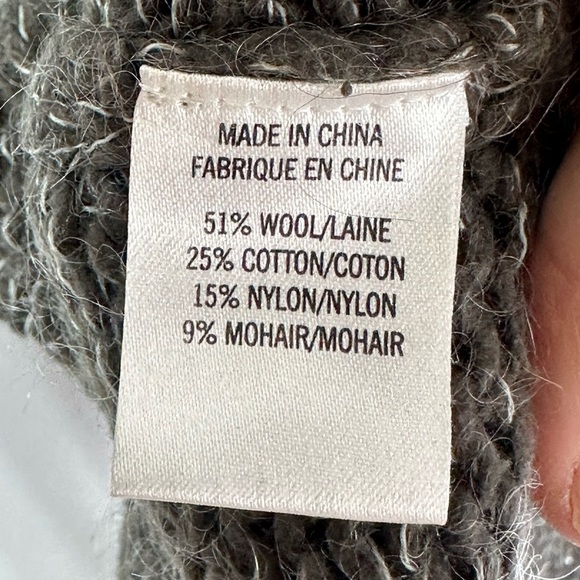 MADE IN CHINA
FABRIQUE EN CHINE
51% WOOL/LAINE
25% COTTON/COTON
15% NYLON/NYLON
9% MOHAIR/MOHAIR